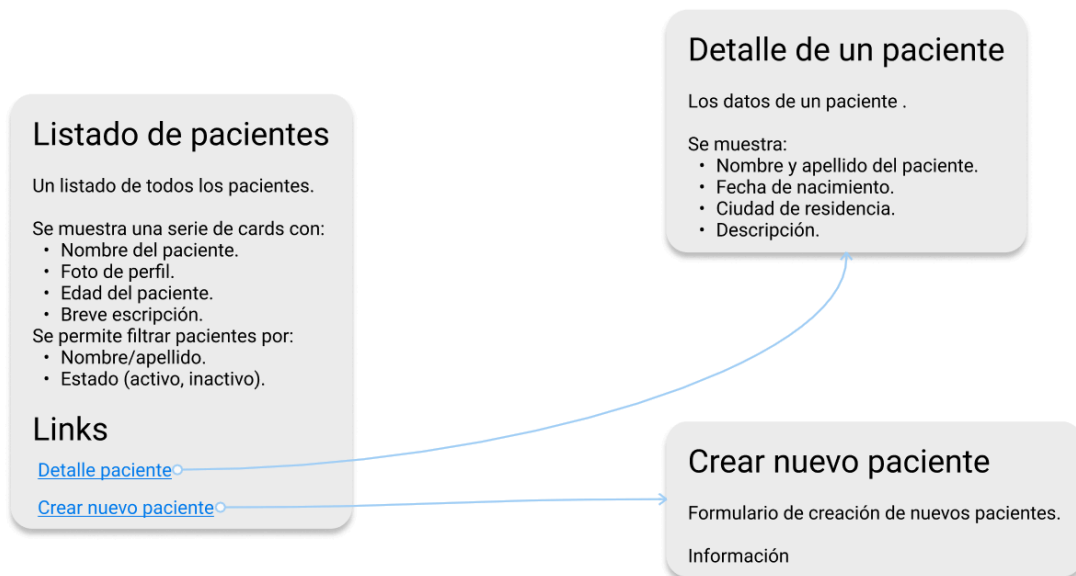 Listado de pacientes
Un listado de todos los pacientes.
Se muestra una serie de cards con:
• Nombre del paciente.
• Foto de perfil.
• Edad del paciente.
• Breve escripción.
Se permite filtrar pacientes por:
• Nombre/apellido.
• Estado (activo, inactivo).
Links
Detalle paciente
Crear nuevo paciente
Detalle de un paciente
Los datos de un paciente .
Se muestra:
• Nombre y apellido del paciente.
• Fecha de nacimiento.
• Ciudad de residencia.
• Descripción.
Crear nuevo paciente
Formulario de creación de nuevos pacientes.
Información